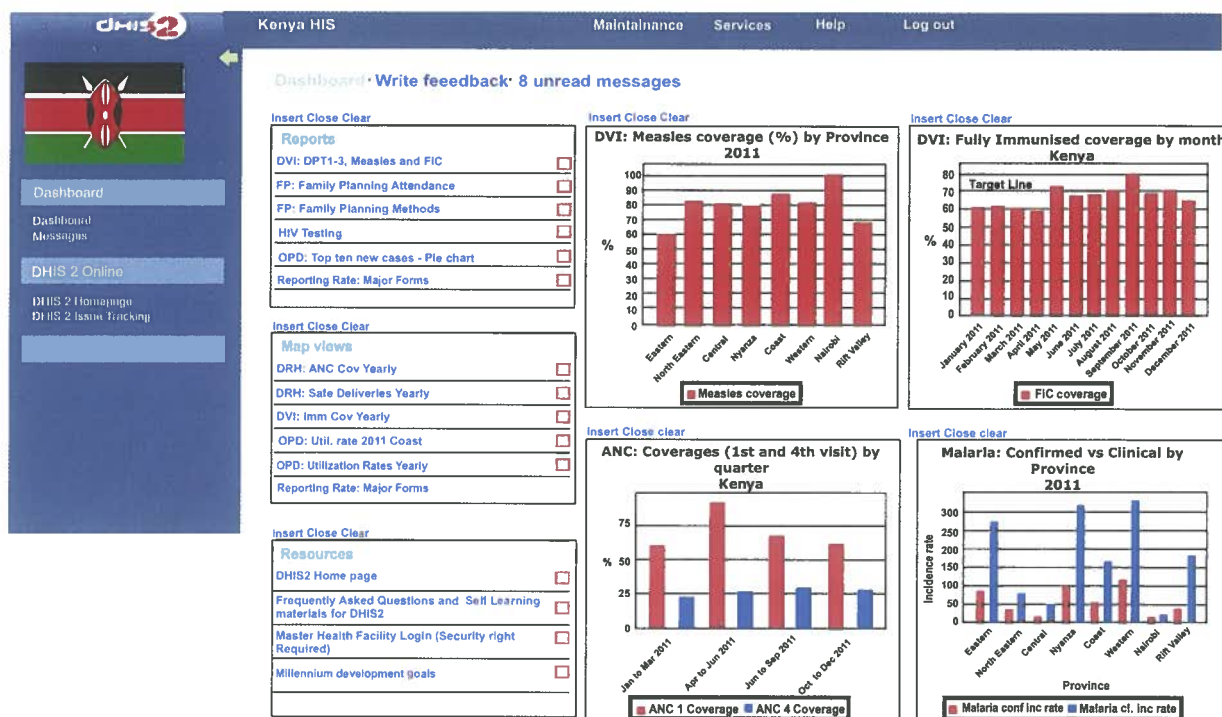 dhis2
Kenya HIS
Maintainance
Services
Help
Log out
Dashboard
Dashboard
Messages
DHIS 2 Online
DHIS 2 Homepage
DHIS 2 Issue Tracking
Dashboard · Write feeedback · 8 unread messages
Insert Close Clear
Reports
DVI: DPT1-3, Measles and FIC
FP: Family Planning Attendance
FP: Family Planning Methods
HIV Testing
OPD: Top ten new cases - Pie chart
Reporting Rate: Major Forms
Insert Close Clear
Map views
DRH: ANC Cov Yearly
DRH: Safe Deliveries Yearly
DVI: Imm Cov Yearly
OPD: Util. rate 2011 Coast
OPD: Utilization Rates Yearly
Reporting Rate: Major Forms
Insert Close Clear
Resources
DHIS2 Home page
Frequently Asked Questions and Self Learning
materials for DHIS2
Master Health Facility Login (Security right
Required)
Millennium development goals
Insert Close Clear
DVI: Measles coverage (%) by Province
2011
100
90
80
90
70
60
%
50
40
80
30
20
10
0
Eastern
North Eastern
Central
Nyanza
Coast
Western
Nairobi
Rift Valley
Measles coverage
Insert Close Clear
DVI: Fully Immunised coverage by month
Kenya
80
Target Line
70
60
50
%
40
30
20
10
0
January 2011
February 2011
March 2011
April 2011
May 2011
June 2011
July 2011
August 2011
September 2011
October 2011
November 2011
December 2011
FIC coverage
Insert Close clear
ANC: Coverages (1st and 4th visit) by
quarter
Kenya
75
% 50
25
0
Jan to Mar 2011
Apr to Jun 2011
Jun to Sep 2011
Oct to Dec 2011
ANC 1 Coverage ANC 4 Coverage
Insert Close clear
Malaria: Confirmed vs Clinical by
Province
2011
Incidence rate
300
250
200
150
100
50
0
Eastern
North Eastern
Central
Nyanza
Coast
Western
Nairobi
Rift Valley
Province
Malaria conf inc rate Malaria cl. inc rate